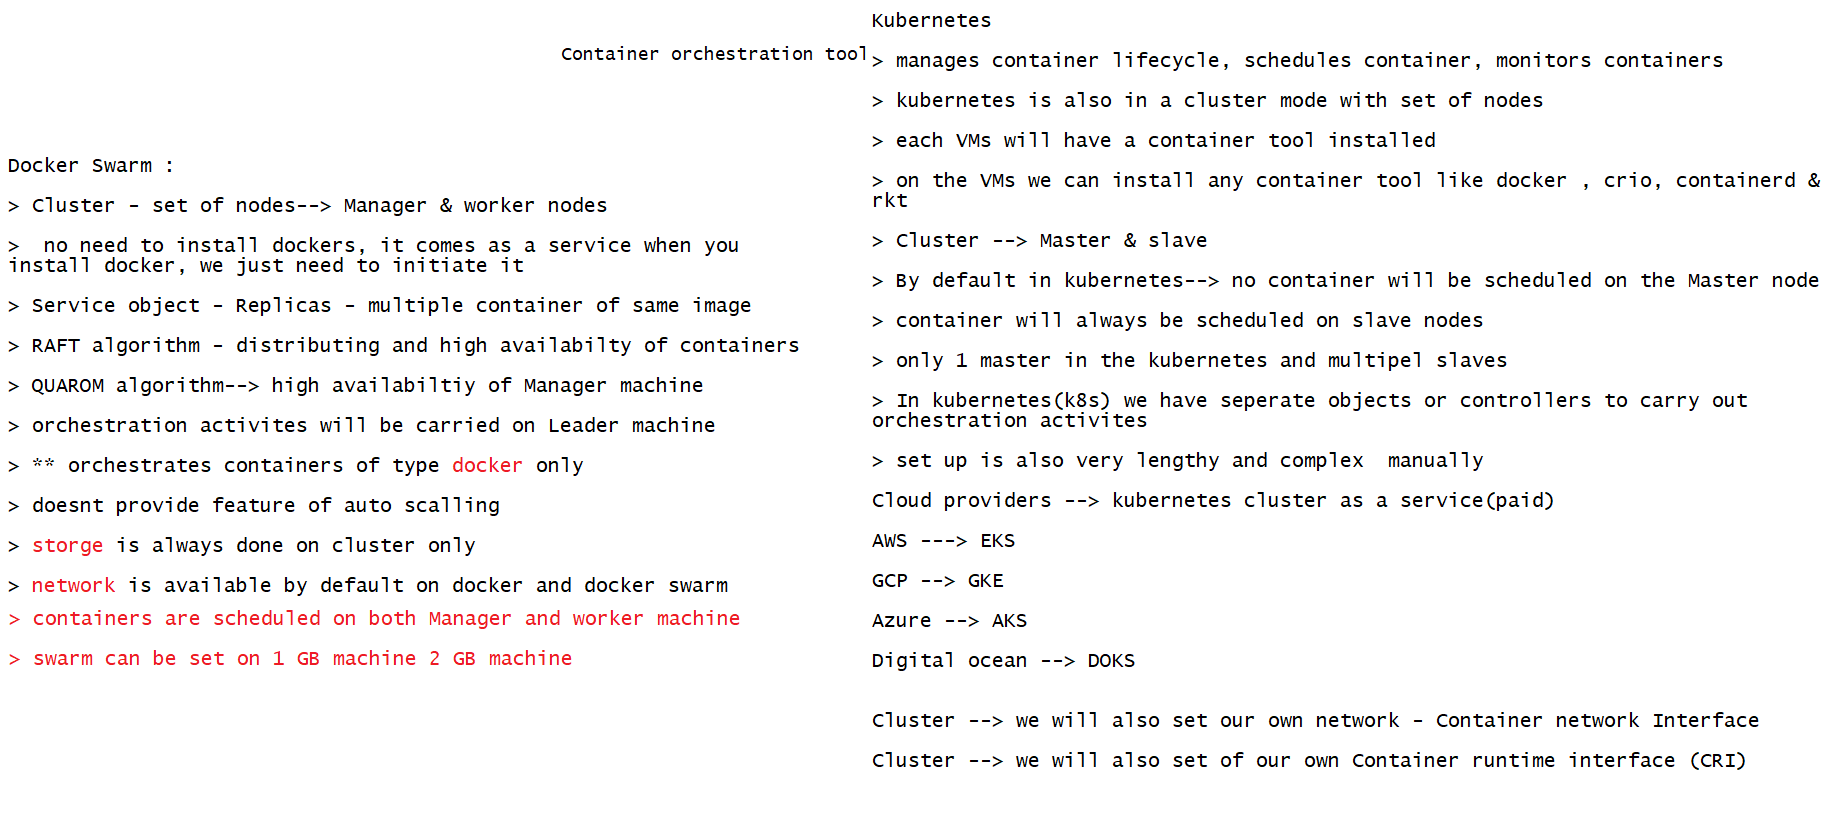 Container orchestration tool
Docker Swarm :
> Cluster - set of nodes--> Manager & worker nodes
>  no need to install dockers, it comes as a service when you
install docker, we just need to initiate it
> Service object - Replicas - multiple container of same image
> RAFT algorithm - distributing and high availabilty of containers
> QUAROM algorithm--> high availabiltiy of Manager machine
> orchestration activites will be carried on Leader machine
> ** orchestrates containers of type docker only
> doesnt provide feature of auto scalling
> storge is always done on cluster only
> network is available by default on docker and docker swarm
> containers are scheduled on both Manager and worker machine
> swarm can be set on 1 GB machine 2 GB machine
Kubernetes
> manages container lifecycle, schedules container, monitors containers
> kubernetes is also in a cluster mode with set of nodes
> each VMs will have a container tool installed
> on the VMs we can install any container tool like docker , crio, containerd &
rkt
> Cluster --> Master & slave
> By default in kubernetes--> no container will be scheduled on the Master node
> container will always be scheduled on slave nodes
> only 1 master in the kubernetes and multipel slaves
> In kubernetes(k8s) we have seperate objects or controllers to carry out
orchestration activites
> set up is also very lengthy and complex  manually
Cloud providers --> kubernetes cluster as a service(paid)
AWS ---> EKS
GCP --> GKE
Azure --> AKS
Digital ocean --> DOKS
Cluster --> we will also set our own network - Container network Interface
Cluster --> we will also set of our own Container runtime interface (CRI)